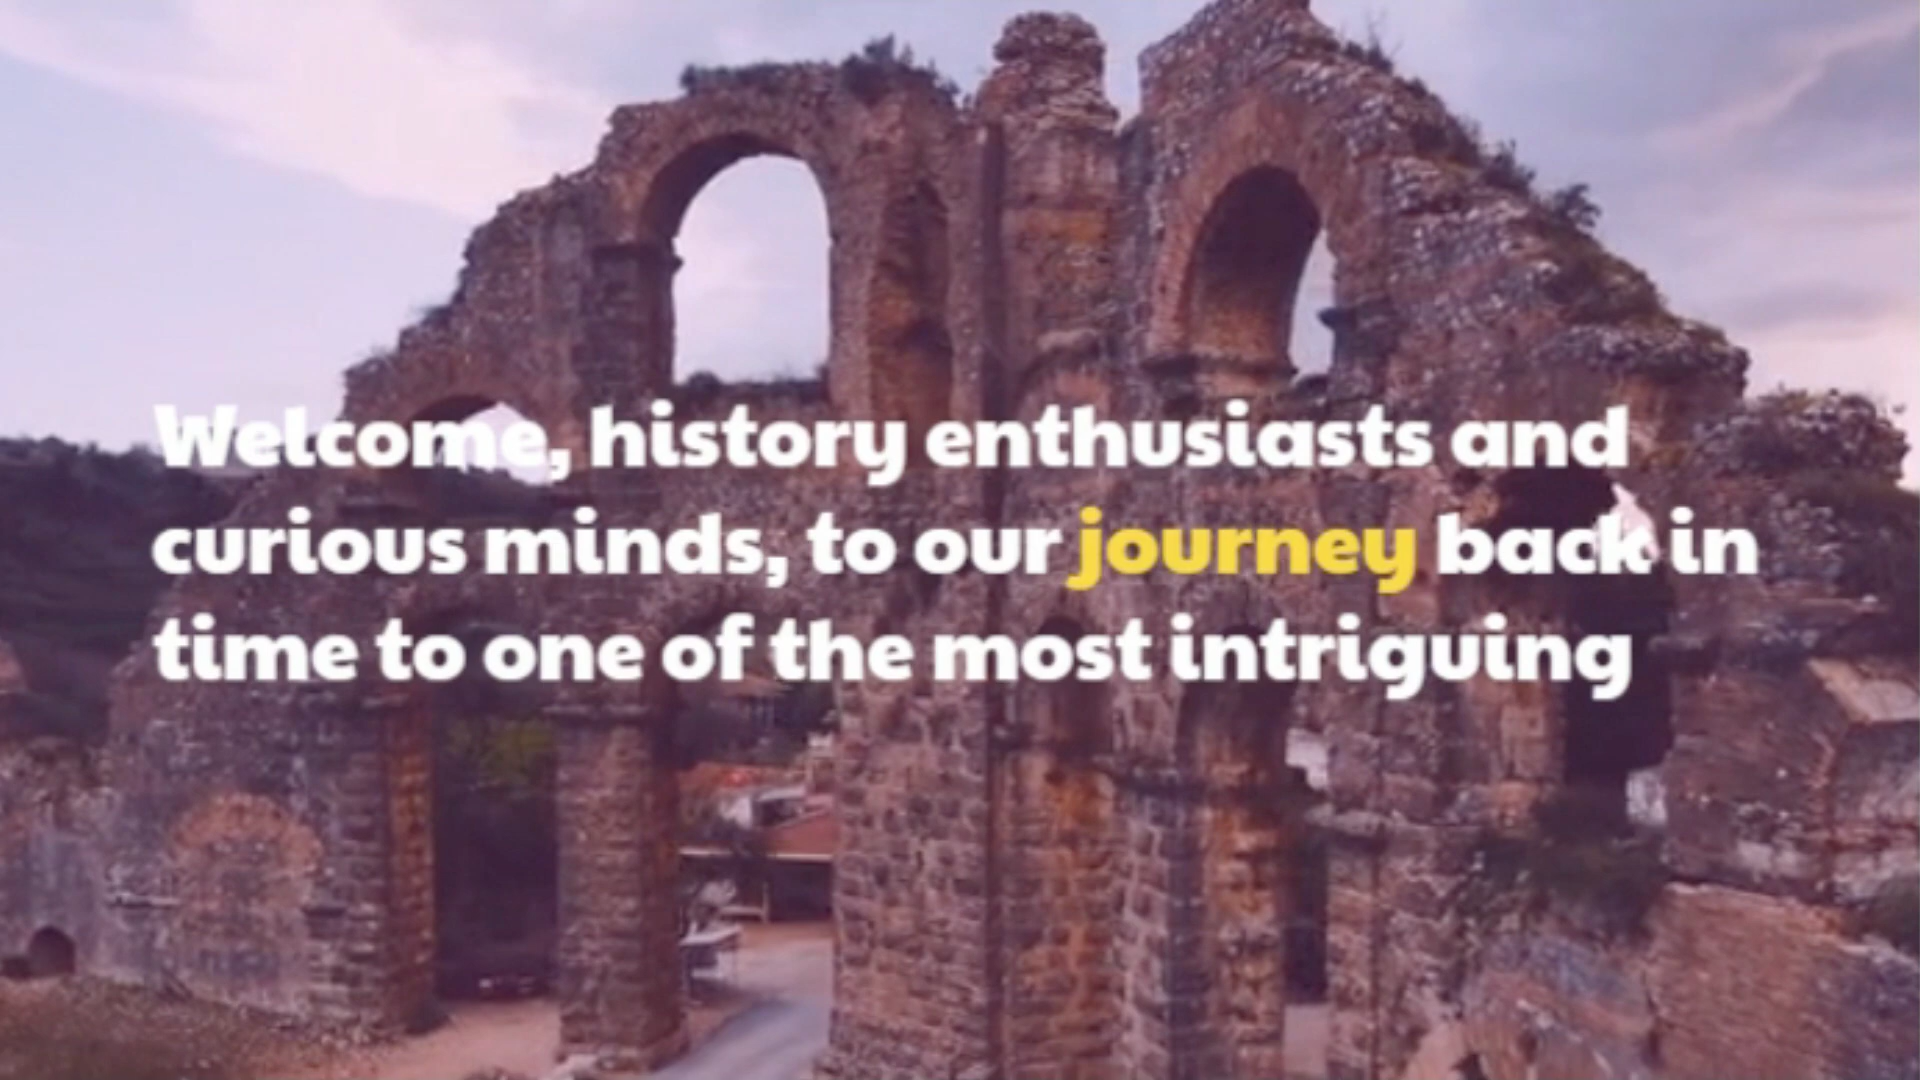 Welcome, history enthusiasts and
curious minds, to our journey back in
time to one of the most intriguing